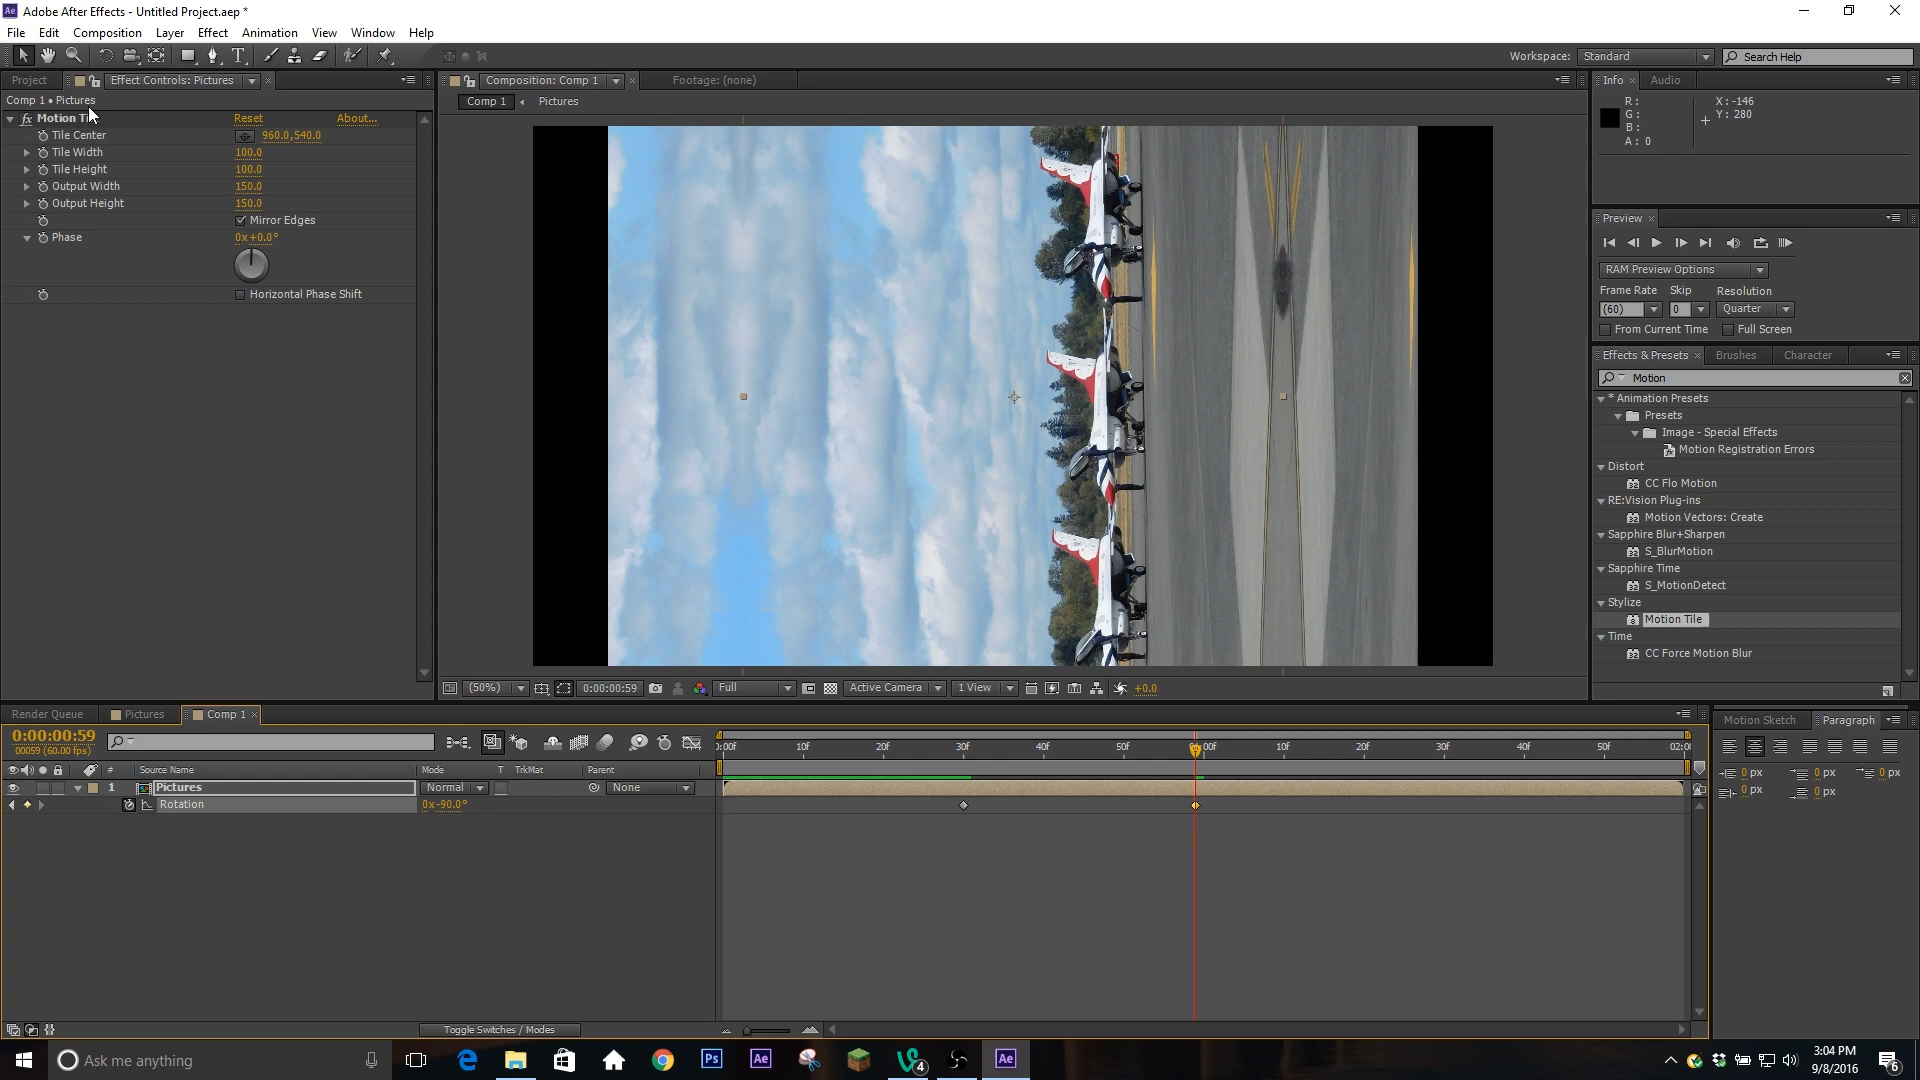 Adobe After Effects - Untitled Project.aep *
File Edit Composition Layer Effect Animation View Window Help
Workspace: Standard Search Help
Project Effect Controls: Pictures
Comp 1 • Pictures
fx Motion Ti Reset About...
Tile Center 960.0,540.0
Tile Width 100.0
Tile Height 100.0
Output Width 150.0
Output Height 150.0
Mirror Edges
Phase 0x+0.0°
Horizontal Phase Shift
Composition: Comp 1 Footage: (none)
Comp 1 Pictures
(50%) 0:00:00:59 Full Active Camera 1 View +0.0
Info Audio
R: X: -146
G: Y: 280
B:
A: 0
Preview
RAM Preview Options
Frame Rate Skip Resolution
(60) 0 Quarter
From Current Time Full Screen
Effects & Presets Brushes Character
Motion
* Animation Presets
Presets
Image - Special Effects
Motion Registration Errors
Distort
CC Flo Motion
RE:Vision Plug-ins
Motion Vectors: Create
Sapphire Blur+Sharpen
S_BlurMotion
Sapphire Time
S_MotionDetect
Stylize
Motion Tile
Time
CC Force Motion Blur
Render Queue Pictures Comp 1
0:00:00:59
00059 (60.00 fps)
:00f 10f 20f 30f 40f 50f 00f 10f 20f 30f 40f 50f 02:0
# Source Name Mode T TrkMat Parent
1 Pictures Normal None
Rotation 0x-90.0°
Toggle Switches / Modes
Motion Sketch Paragraph
0 px 0 px 0 px
0 px 0 px
Ask me anything
Ps Ae 4 Ae
3:04 PM
9/8/2016
6